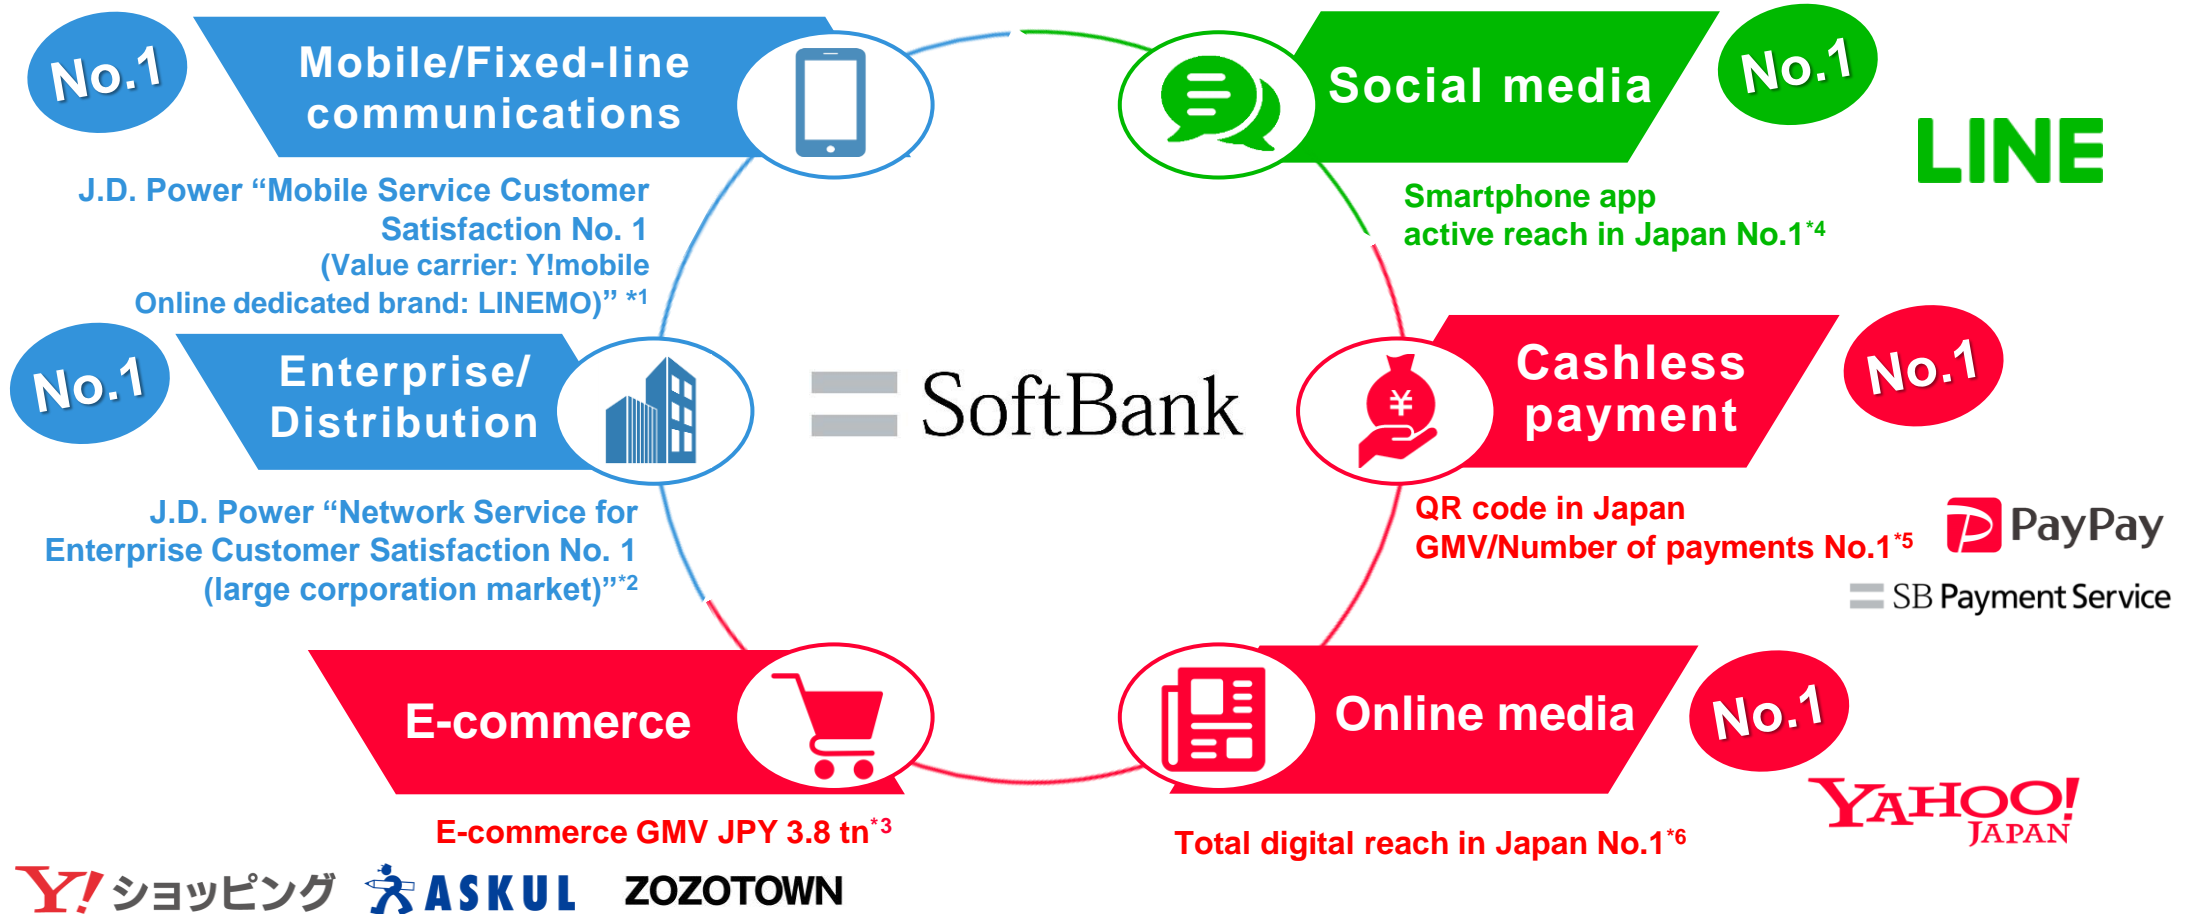 No.1
Mobile/Fixed-line
communications
J.D. Power “Mobile Service Customer
Satisfaction No. 1
(Value carrier: Y!mobile
Online dedicated brand: LINEMO)” *1
Social media
No.1
LINE
Smartphone app
active reach in Japan No.1*4
No.1
Enterprise/
Distribution
J.D. Power “Network Service for
Enterprise Customer Satisfaction No. 1
(large corporation market)”*2
SoftBank
¥
Cashless
payment
No.1
QR code in Japan
GMV/Number of payments No.1*5
PayPay
SB Payment Service
E-commerce
E-commerce GMV JPY 3.8 tn*3
Y!ショッピング
ASKUL
ZOZOTOWN
Online media
No.1
Total digital reach in Japan No.1*6
YAHOO!
JAPAN